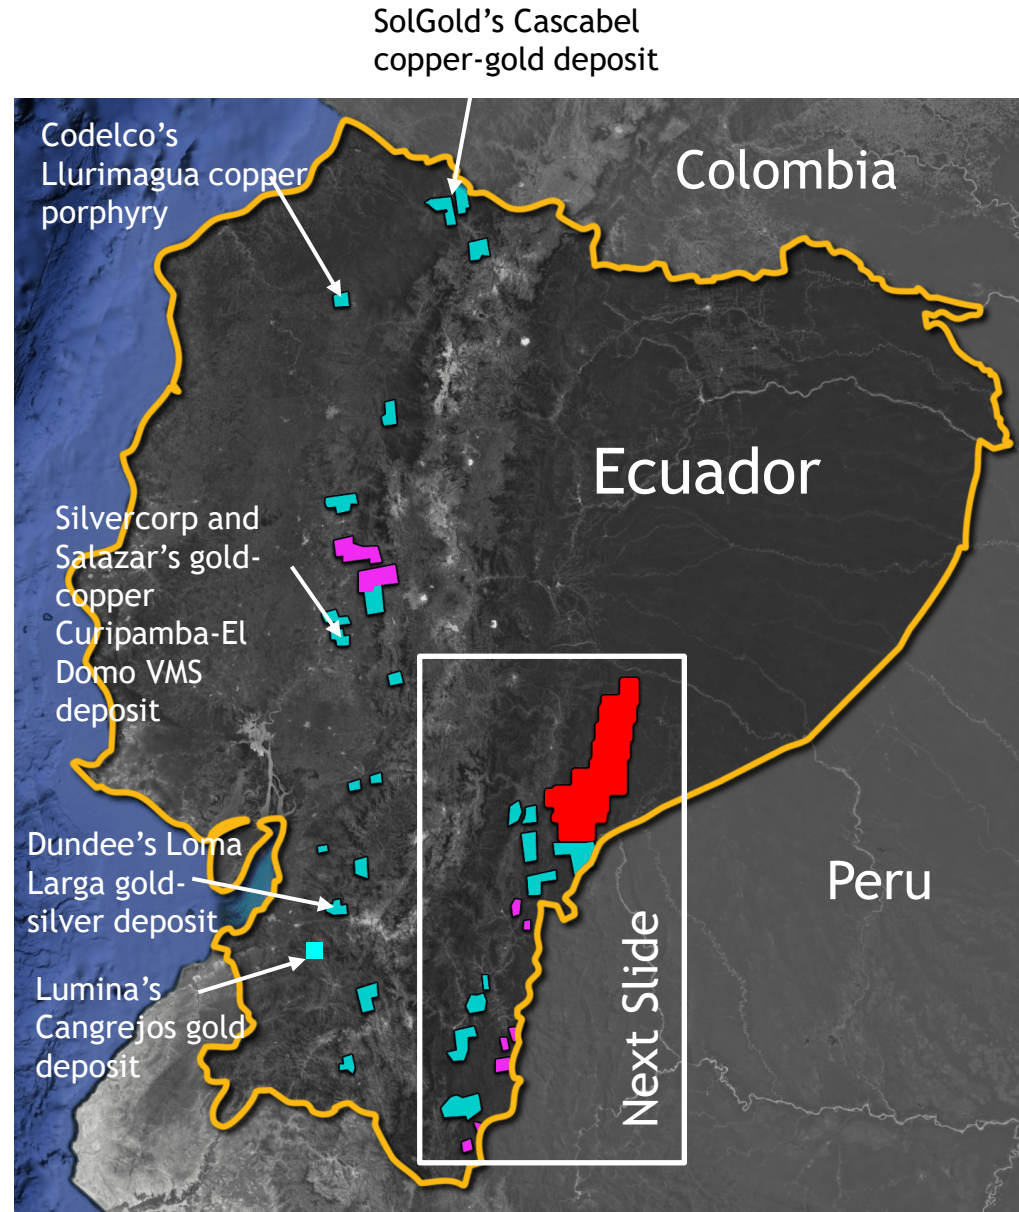 SolGold’s Cascabel
copper-gold deposit
Codelco’s
Llurimagua copper
porphyry
Colombia
Ecuador
Silvercorp and
Salazar’s gold-
copper
Curipamba-El
Domo VMS
deposit
Dundee’s Loma
Larga gold-
silver deposit
Peru
Next Slide
Lumina’s
Cangrejos gold
deposit